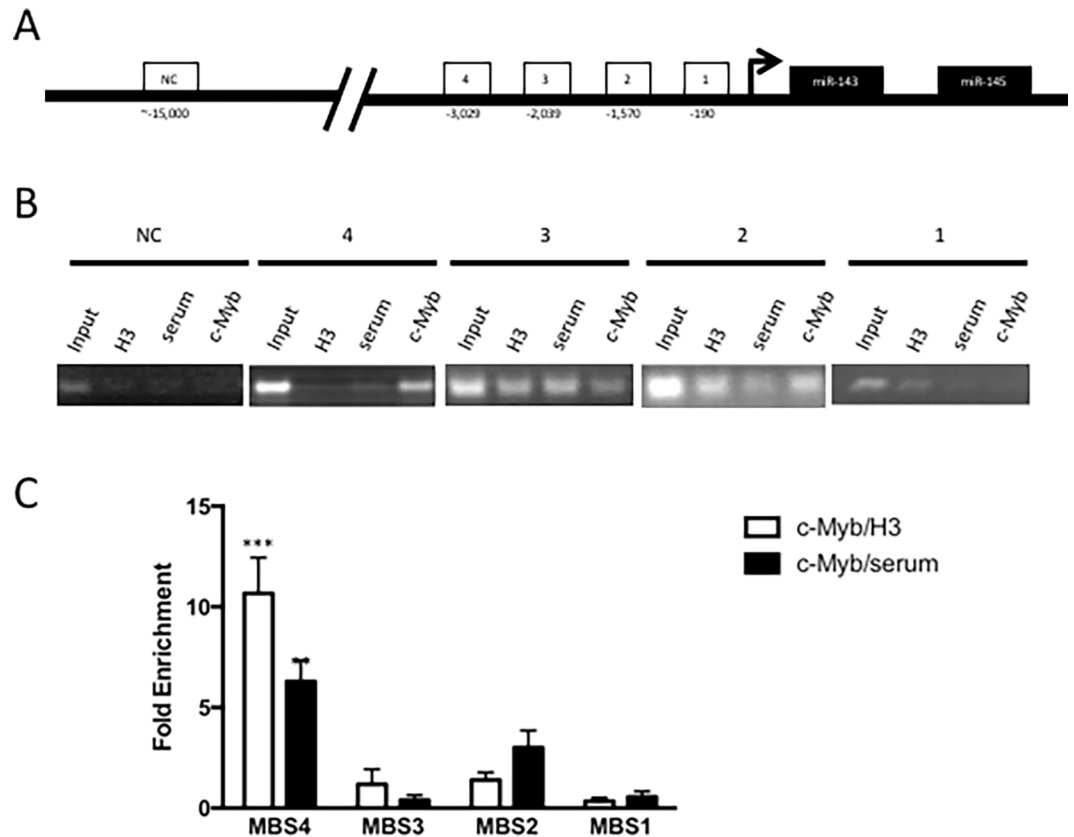 A
NC 4 3 2 1 miR-143 miR-145
~-15,000 -3,029 -2,039 -1,570 -190
B
NC 4 3 2 1
Input H3 serum c-Myb Input H3 serum c-Myb Input H3 serum c-Myb Input H3 serum c-Myb Input H3 serum c-Myb
C
Fold Enrichment
15
10
5
0
***
**
c-Myb/H3
c-Myb/serum
MBS4 MBS3 MBS2 MBS1